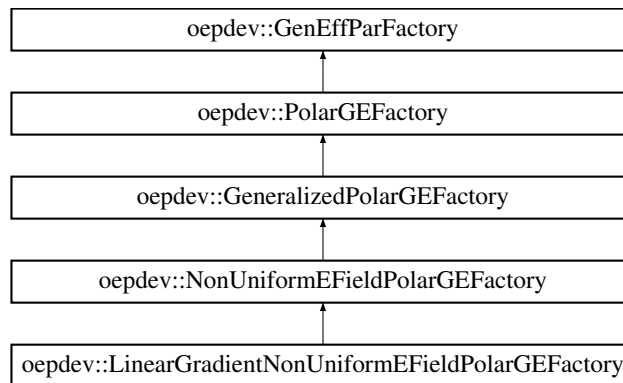 oepdev::GenEffParFactory
oepdev::PolarGEFactory
oepdev::GeneralizedPolarGEFactory
oepdev::NonUniformEFieldPolarGEFactory
oepdev::LinearGradientNonUniformEFieldPolarGEFactory